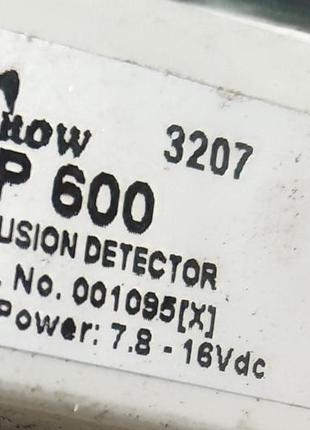 3207
P 600
USION DETECTOR
. No. 001095[X]
Power: 7.8 - 16Vdc